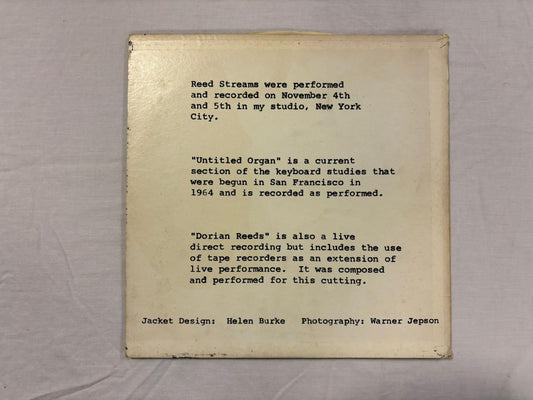 Reed Streams were performed
and recorded on November 4th
and 5th in my studio, New York
City.
"Untitled Organ" is a current
section of the keyboard studies that
were begun in San Francisco in
1964 and is recorded as performed.
"Dorian Reeds" is also a live
direct recording but includes the use
of tape recorders as an extension of
live performance. It was composed
and performed for this cutting.
Jacket Design: Helen Burke Photography: Warner Jepson